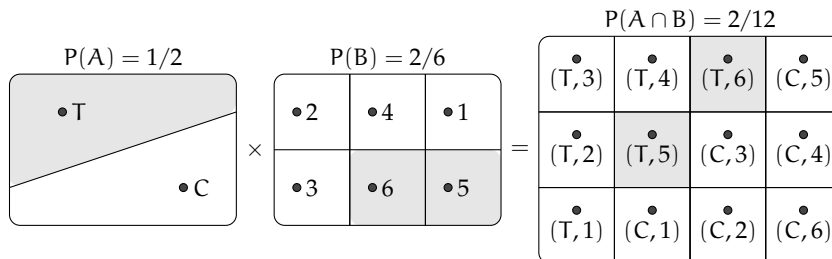 P(A) = 1/2
P(B) = 2/6
P(A ∩ B) = 2/12
T
C
×
2 4 1
3 6 5
=
(T, 3) (T, 4) (T, 6) (C, 5)
(T, 2) (T, 5) (C, 3) (C, 4)
(T, 1) (C, 1) (C, 2) (C, 6)